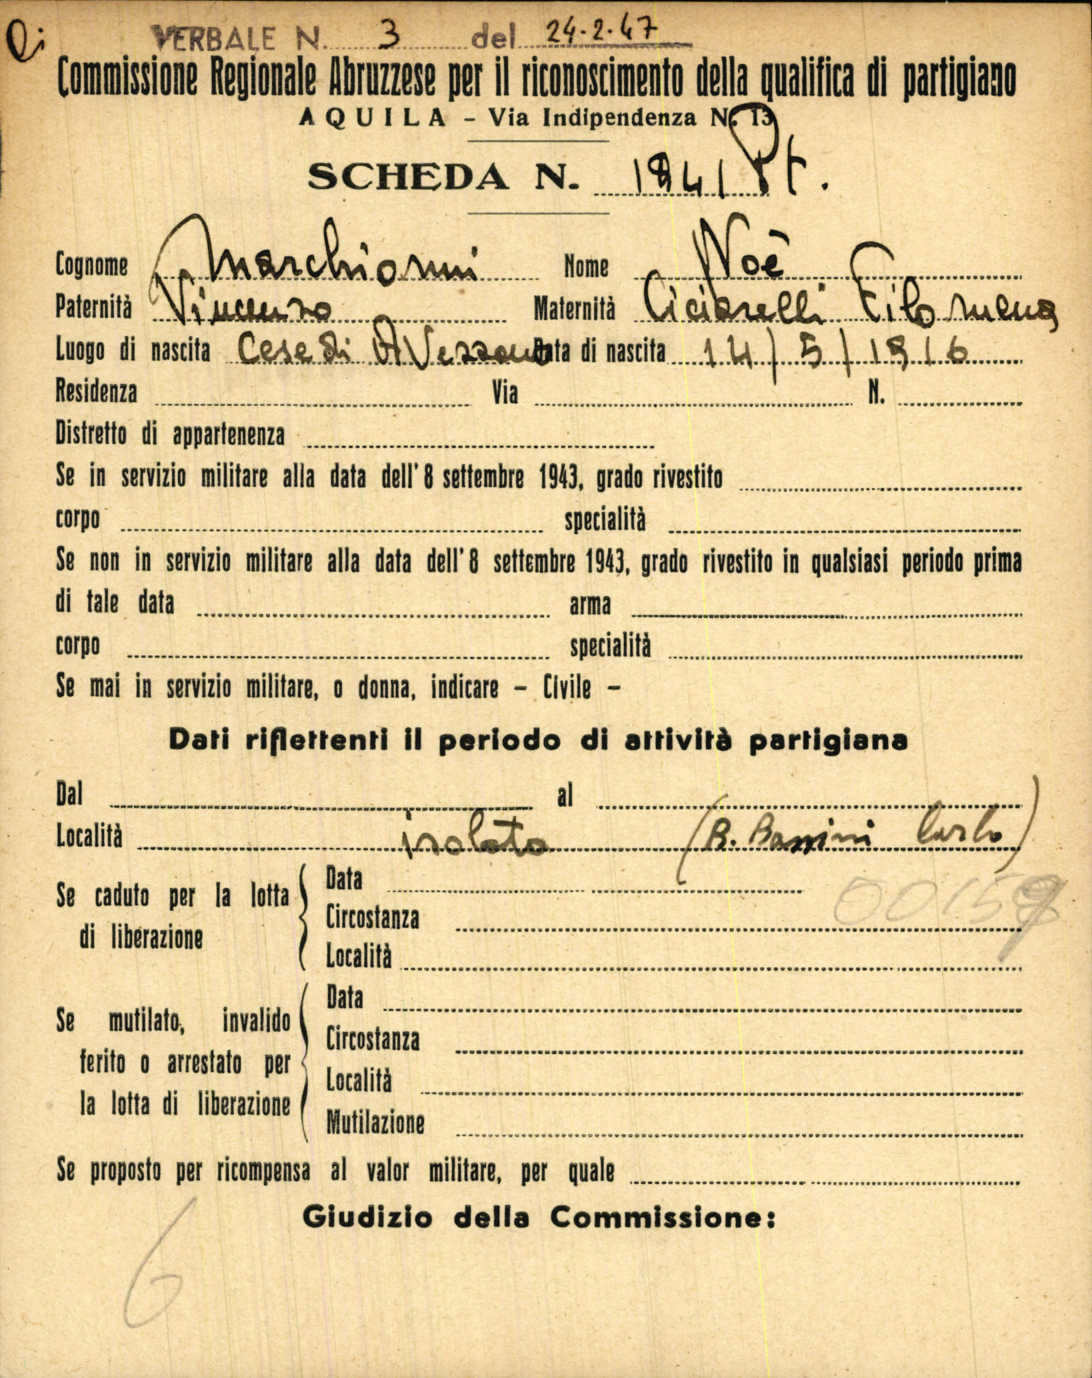 Qi VERBALE N. 3 del 24-2-47
Commissione Regionale Abruzzese per il riconoscimento della qualifica di partigiano
AQUILA - Via Indipendenza N. 13
SCHEDA N. 1841 Pt.
Cognome Marchionni Nome Noè
Paternità Vincenzo Maternità Ciciarelli Filomena
Luogo di nascita Cese di Avezzano Data di nascita 14/5/1916
Residenza Via N.
Distretto di appartenenza
Se in servizio militare alla data dell'8 settembre 1943, grado rivestito
corpo specialità
Se non in servizio militare alla data dell'8 settembre 1943, grado rivestito in qualsiasi periodo prima
di tale data arma
corpo specialità
Se mai in servizio militare, o donna, indicare - Civile -
Dati riflettenti il periodo di attività partigiana
Dal al
Località isolato (B. Bassini Carlo)
Se caduto per la lotta di liberazione
Data
Circostanza
Località
Se mutilato, invalido ferito o arrestato per la lotta di liberazione
Data
Circostanza
Località
Mutilazione
Se proposto per ricompensa al valor militare, per quale
Giudizio della Commissione:
6